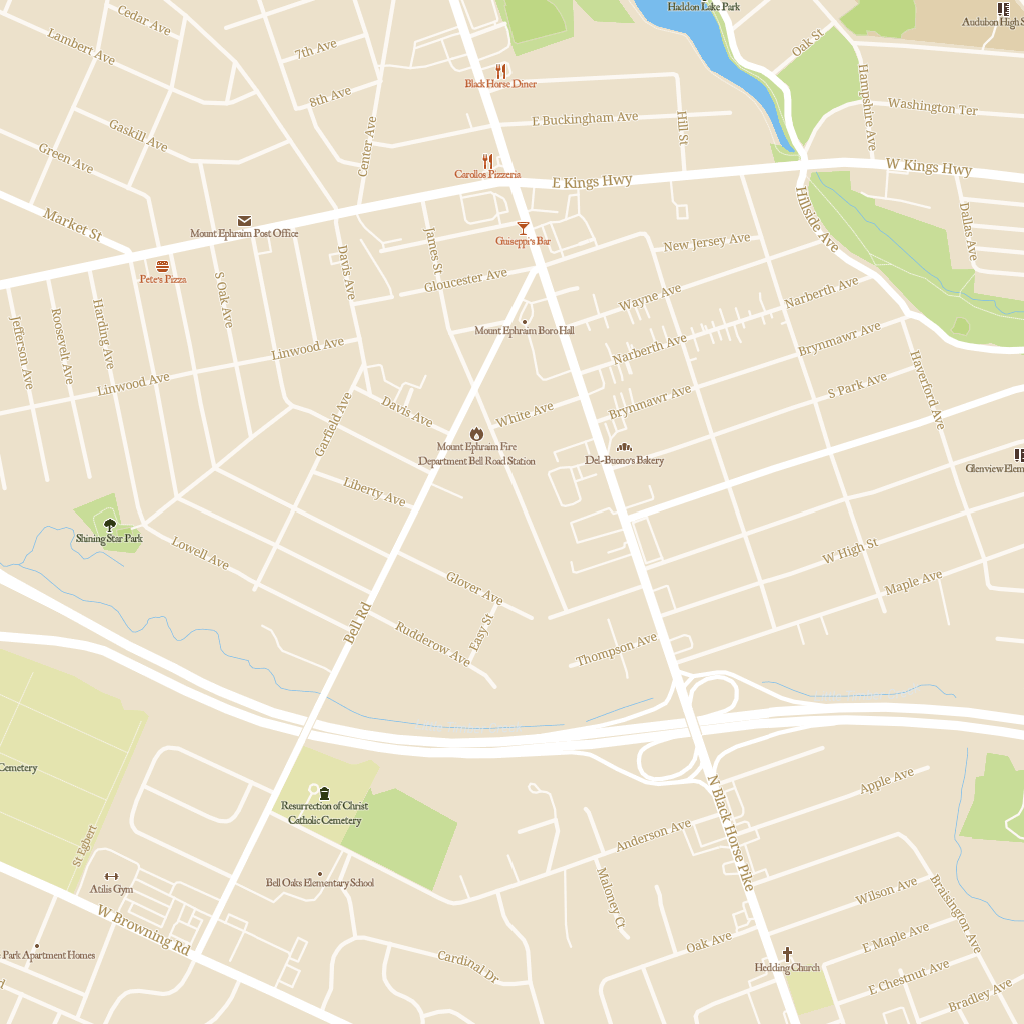 Haddon Lake Park
Cedar Ave
Audubon High S
Lambert Ave
7th Ave
Oak St
Black Horse Diner
Hampshire Ave
8th Ave
Washington Ter
E Buckingham Ave
Hill St
Gaskill Ave
Center Ave
Green Ave
Carollos Pizzeria
E Kings Hwy
W Kings Hwy
Market St
Hillside Ave
Dallas Ave
Mount Ephraim Post Office
James St
Guiseppi's Bar
New Jersey Ave
Davis Ave
Pete's Pizza
Gloucester Ave
S Oak Ave
Wayne Ave
Narberth Ave
Harding Ave
Roosevelt Ave
Jefferson Ave
Mount Ephraim Boro Hall
Linwood Ave
Narberth Ave
Brynmawr Ave
Linwood Ave
Haverford Ave
S Park Ave
Davis Ave
White Ave
Brynmawr Ave
Garfield Ave
Mount Ephraim Fire
Department Bell Road Station
Del-Buono's Bakery
Glenview Elem
Liberty Ave
Shining Star Park
Lowell Ave
W High St
Glover Ave
Maple Ave
Bell Rd
Easy St
Rudderow Ave
Thompson Ave
Cemetery
N Black Horse Pike
Apple Ave
Resurrection of Christ
Catholic Cemetery
Anderson Ave
St Egbert
Atilis Gym
Bell Oaks Elementary School
Maloney Ct
Wilson Ave
Braisington Ave
W Browning Rd
Oak Ave
E Maple Ave
Park Apartment Homes
Cardinal Dr
Hedding Church
E Chestnut Ave
Bradley Ave